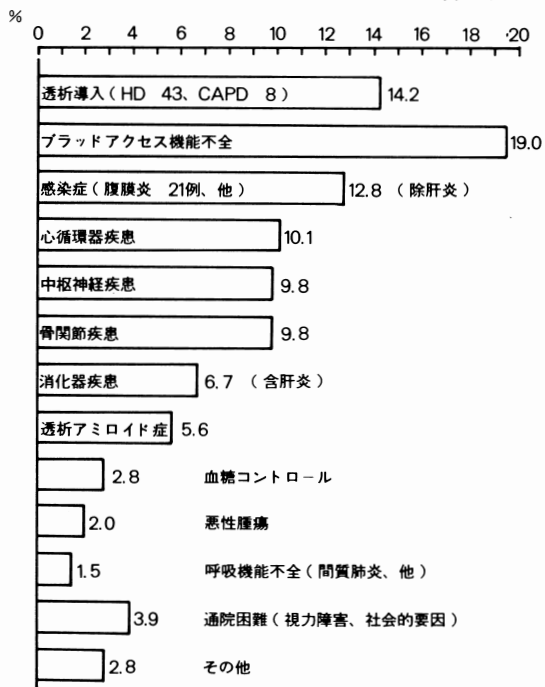 %
0 2 4 6 8 10 12 14 16 18 20
透析導入(HD 43、CAPD 8) 14.2
ブラッドアクセス機能不全 19.0
感染症(腹膜炎 21例、他) 12.8 (除肝炎)
心循環器疾患 10.1
中枢神経疾患 9.8
骨関節疾患 9.8
消化器疾患 6.7 (含肝炎)
透析アミロイド症 5.6
2.8 血糖コントロール
2.0 悪性腫瘍
1.5 呼吸機能不全(間質肺炎、他)
3.9 通院困難(視力障害、社会的要因)
2.8 その他